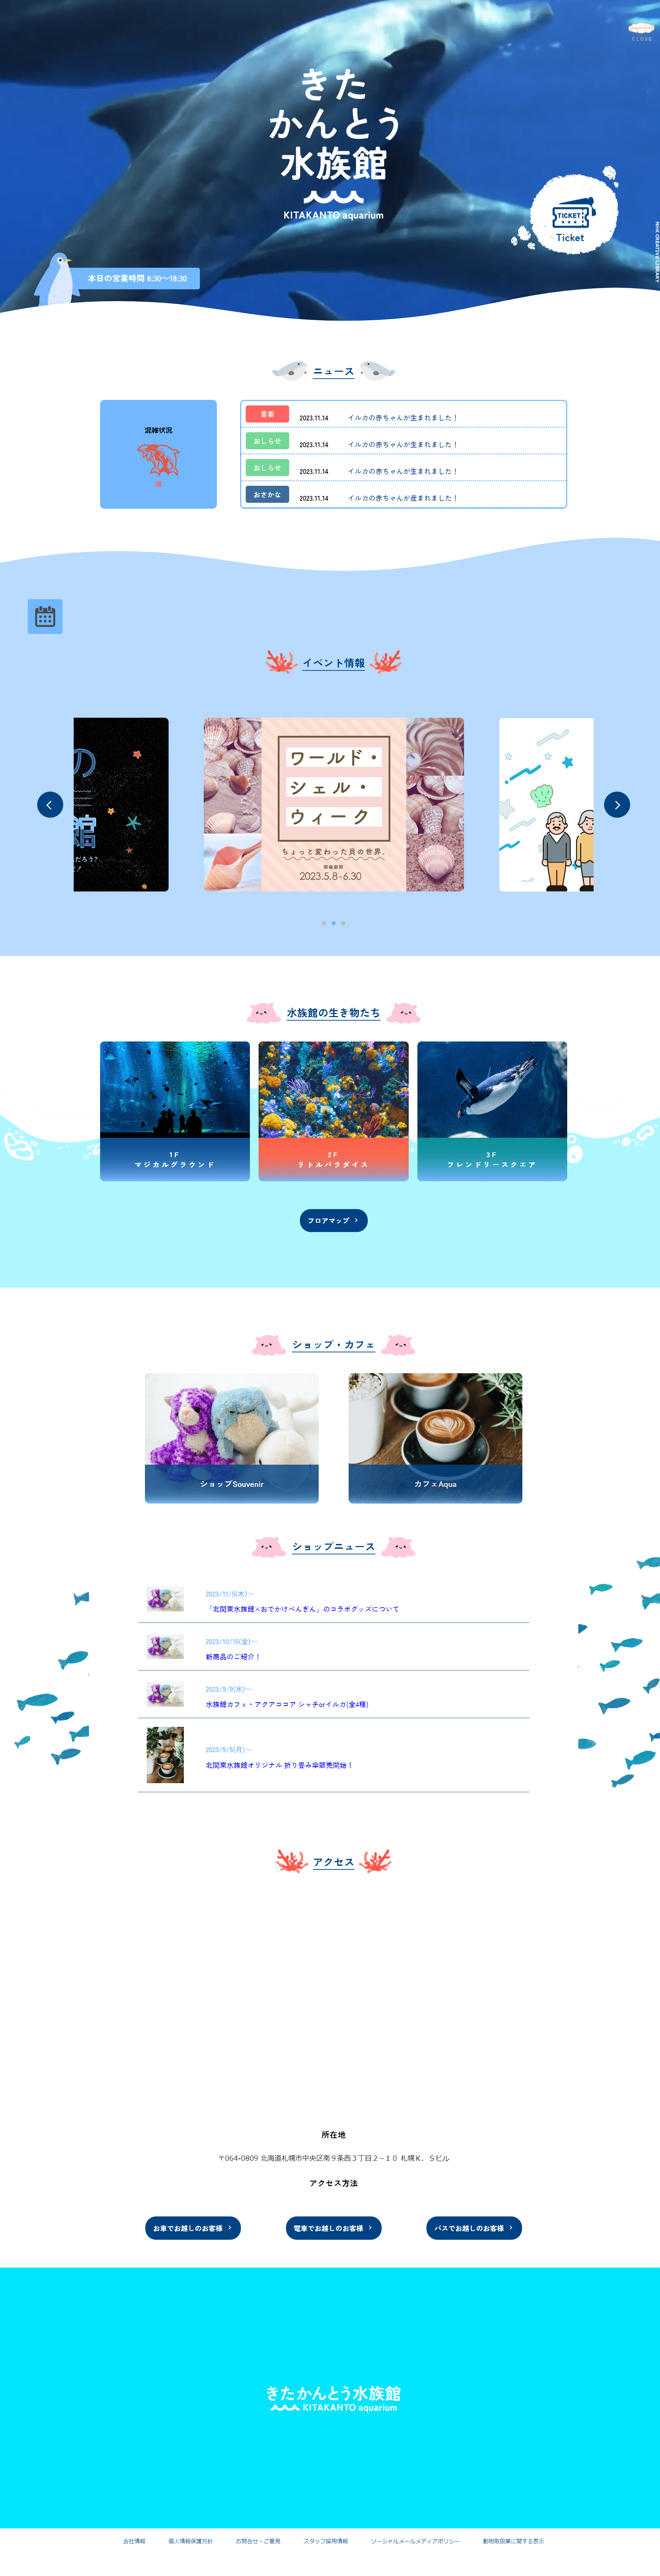 CLOSE
きた
かんとう
水族館
KITAKANTO aquarium
TICKET
Ticket
NHK CREATIVE LIBRARY
本日の営業時間 8:30〜18:30
ニュース
混雑状況
混
重要 2023.11.14 イルカの赤ちゃんが生まれました！
おしらせ 2023.11.14 イルカの赤ちゃんが生まれました！
おしらせ 2023.11.14 イルカの赤ちゃんが生まれました！
おさかな 2023.11.14 イルカの赤ちゃんが産まれました！
イベント情報
の
館
だろう?
ワールド・
シェル・
ウィーク
ちょっと変わった貝の世界。
開催期間
2023.5.8-6.30
水族館の生き物たち
1F
マジカルグラウンド
2F
リトルパラダイス
3F
フレンドリースクエア
フロアマップ
ショップ・カフェ
ショップSouvenir
カフェAqua
ショップニュース
2023/11/5(木)〜
「北関東水族館×おでかけぺんぎん」のコラボグッズについて
2023/10/15(金)〜
新商品のご紹介！
2023/9/9(水)〜
水族館カフェ・アクアココア シャチorイルカ(全4種)
2023/9/5(月)〜
北関東水族館オリジナル 折り畳み傘販売開始！
アクセス
所在地
〒064-0809 北海道札幌市中央区南９条西３丁目２−１０ 札幌Ｋ．Ｓビル
アクセス方法
お車でお越しのお客様
電車でお越しのお客様
バスでお越しのお客様
きたかんとう水族館
KITAKANTO aquarium
会社情報 個人情報保護方針 お問合せ・ご意見 スタッフ採用情報 ソーシャルメールメディアポリシー 動物取扱業に関する表示